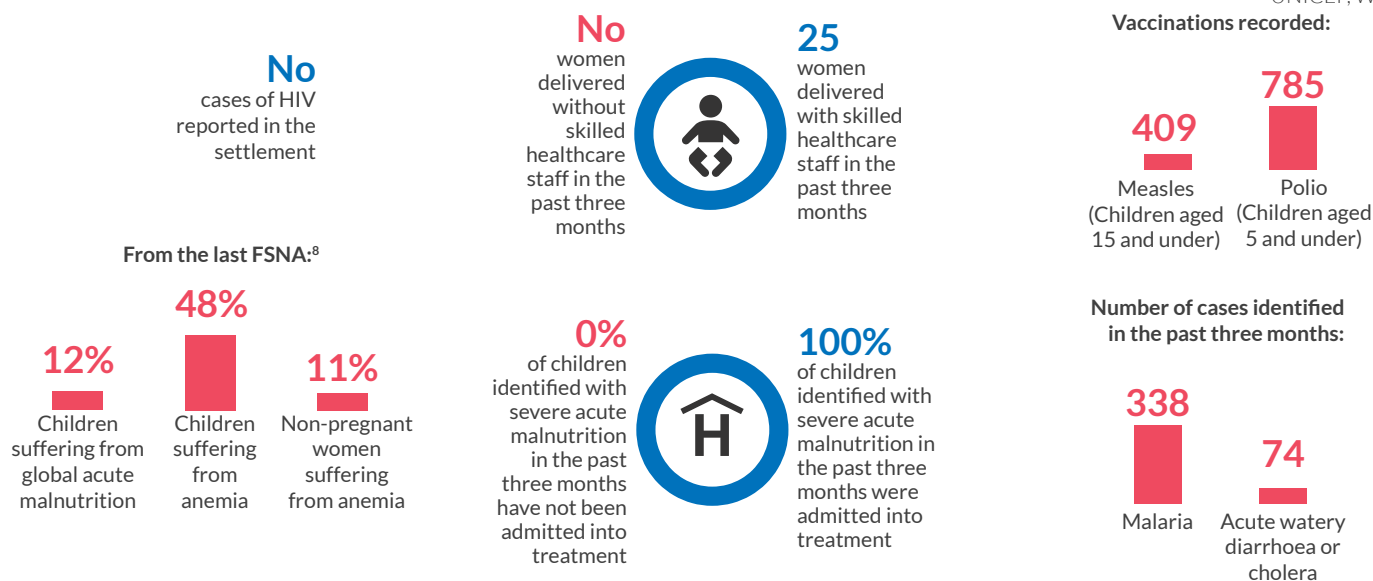 No
cases of HIV
reported in the
settlement
No
women
delivered
without
skilled
healthcare
staff in the
past three
months
25
women
delivered
with skilled
healthcare
staff in the
past three
months
Vaccinations recorded:
409
Measles
(Children aged
15 and under)
785
Polio
(Children aged
5 and under)
From the last FSNA:⁸
12%
Children
suffering from
global acute
malnutrition
48%
Children
suffering
from
anemia
11%
Non-pregnant
women
suffering
from anemia
0%
of children
identified with
severe acute
malnutrition
in the past
three months
have not been
admitted into
treatment
H
100%
of children
identified with
severe acute
malnutrition in
the past three
months were
admitted into
treatment
Number of cases identified
in the past three months:
338
Malaria
74
Acute watery
diarrhoea or
cholera